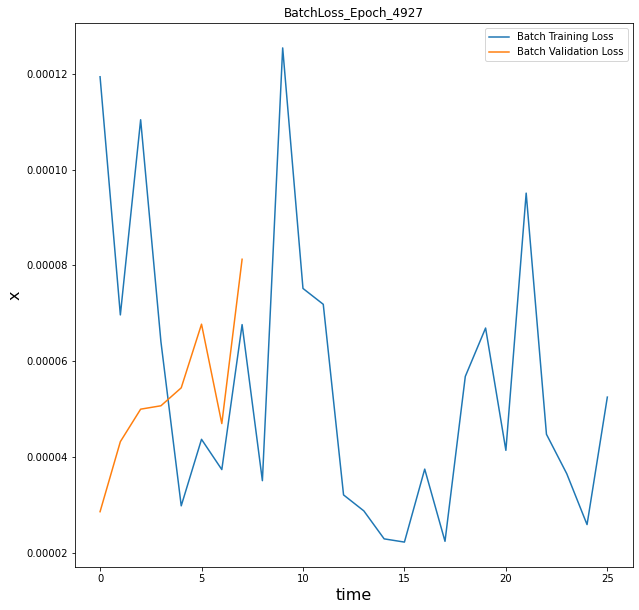 BatchLoss_Epoch_4927
Batch Training Loss
Batch Validation Loss
0.00012
0.00010
0.00008
0.00006
0.00004
0.00002
x
0 5 10 15 20 25
time